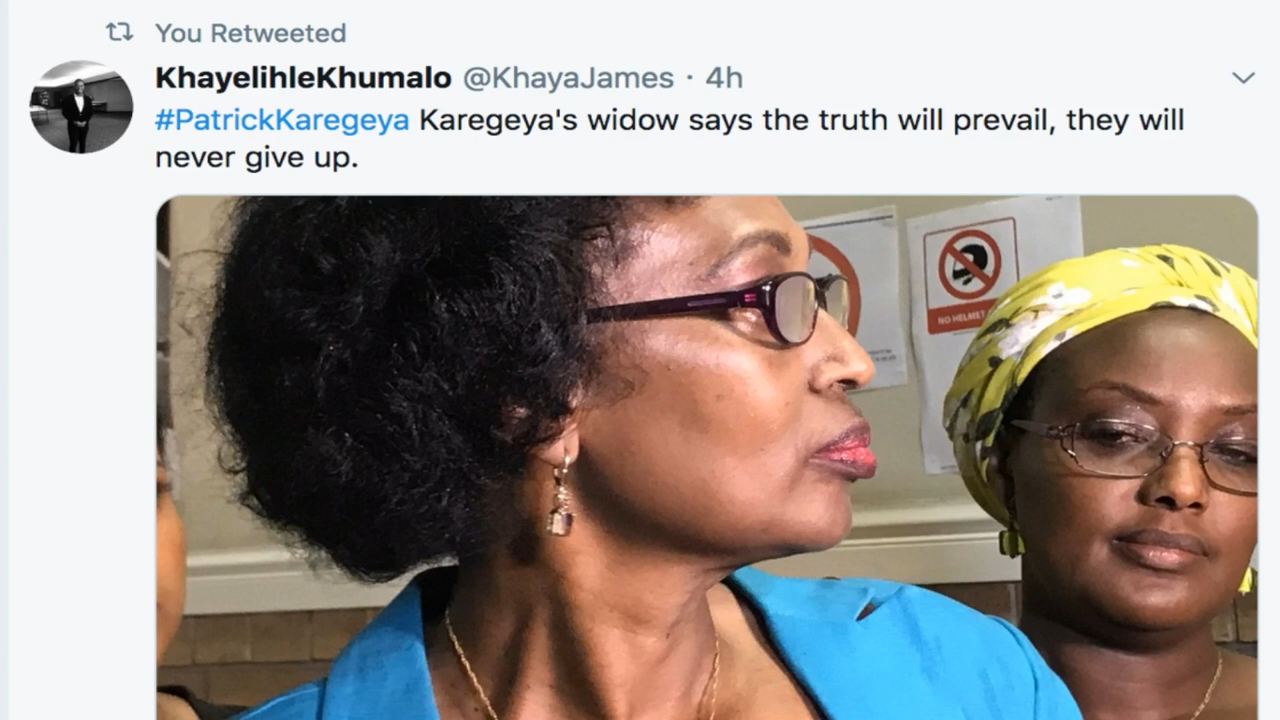 You Retweeted
KhayelihleKhumalo @KhayaJames · 4h
#PatrickKaregeya Karegeya's widow says the truth will prevail, they will
never give up.
NO HELMET